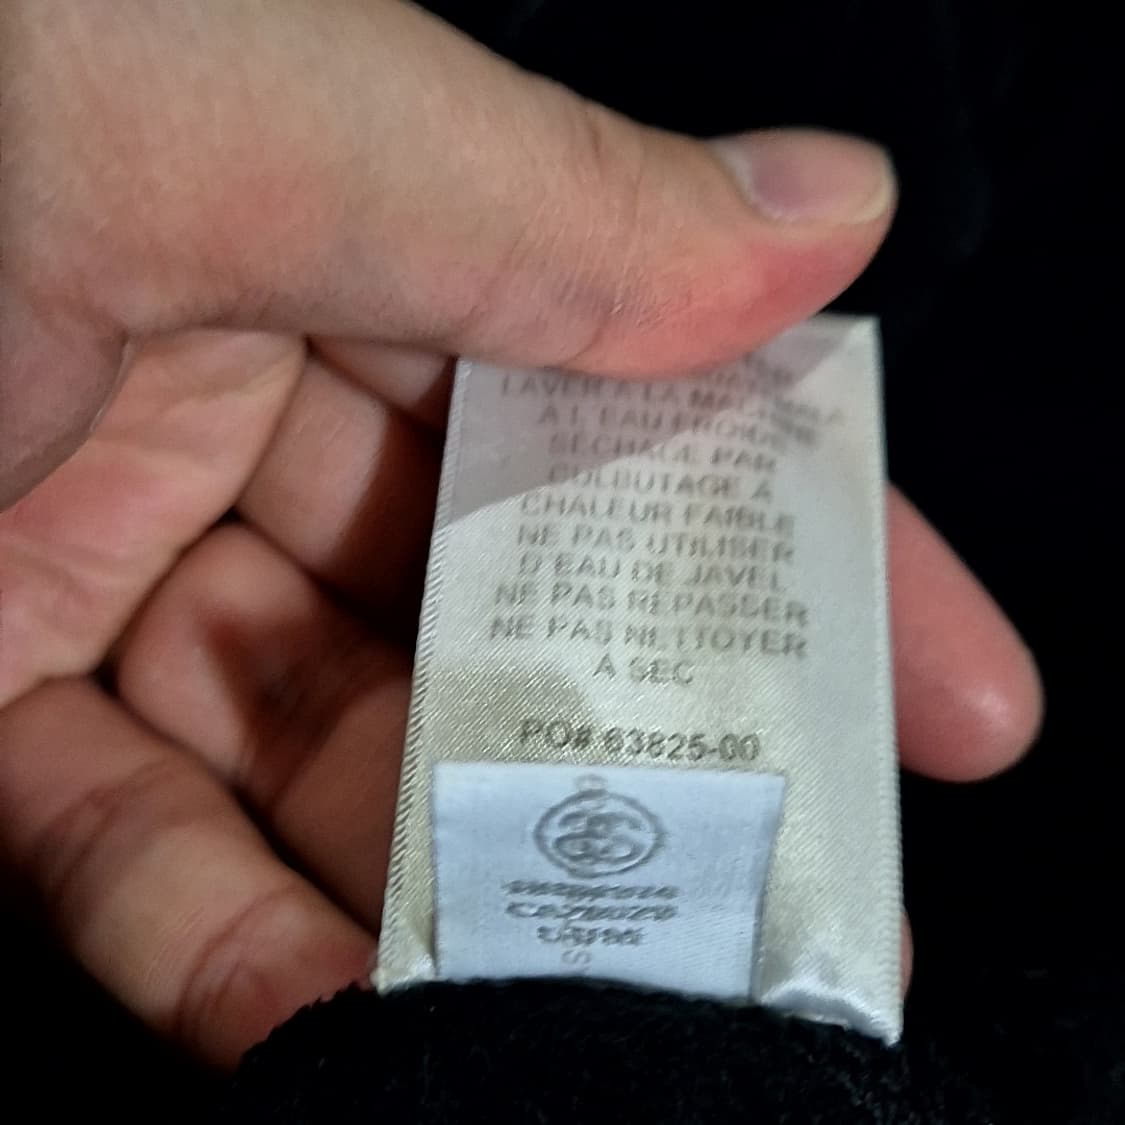 LAVER A LA MACHINE
A L'EAU FROIDE
SECHAGE PAR
CULBUTAGE A
CHALEUR FAIBLE
NE PAS UTILISER
D'EAU DE JAVEL
NE PAS REPASSER
NE PAS NETTOYER
A SEC
PO# 63825-00